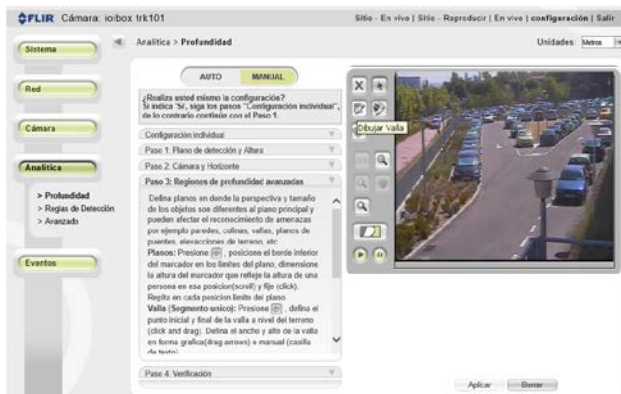 FLIR Cámara: ioibox trk101
Sitio - En vivo | Sitio - Reproducir | En vivo | configuración | Salir
Sistema
Red
Cámara
Analítica
> Profundidad
> Reglas de Detección
> Avanzado
Eventos
Analítica > Profundidad
Unidades: Metros
AUTO MANUAL
¿Realiza usted mismo la configuración?
Si indica 'Sí', siga los pasos "Configuración individual",
de lo contrario continúe con el Paso 1.
Configuración individual
Paso 1: Plano de detección y Altura
Paso 2: Cámara y Horizonte
Paso 3: Regiones de profundidad avanzadas
Defina planos en donde la perspectiva y tamaño
de los objetos son diferentes al plano principal y
pueden afectar el reconocimiento de amenazas
por ejemplo paredes, colinas, vallas, planos de
puentes, elevacciones de terreno, etc
Planos: Presione , posicione el borde inferior
del marcador en los limites del plano, dimensione
la altura del marcador que refleje la altura de una
persona en esa posicion(scroll) y fije (click).
Repita en cada posicion limite del plano
Valla (Segmento unico): Presione , defina el
punto inicial y final de la valla a nivel del terreno
(click and drag). Defina el ancho y alto de la valla
en forma grafica(drag arrows) o manual (casilla
de texto)
Paso 4: Verificación
Dibujar Valla
Aplicar Borrar